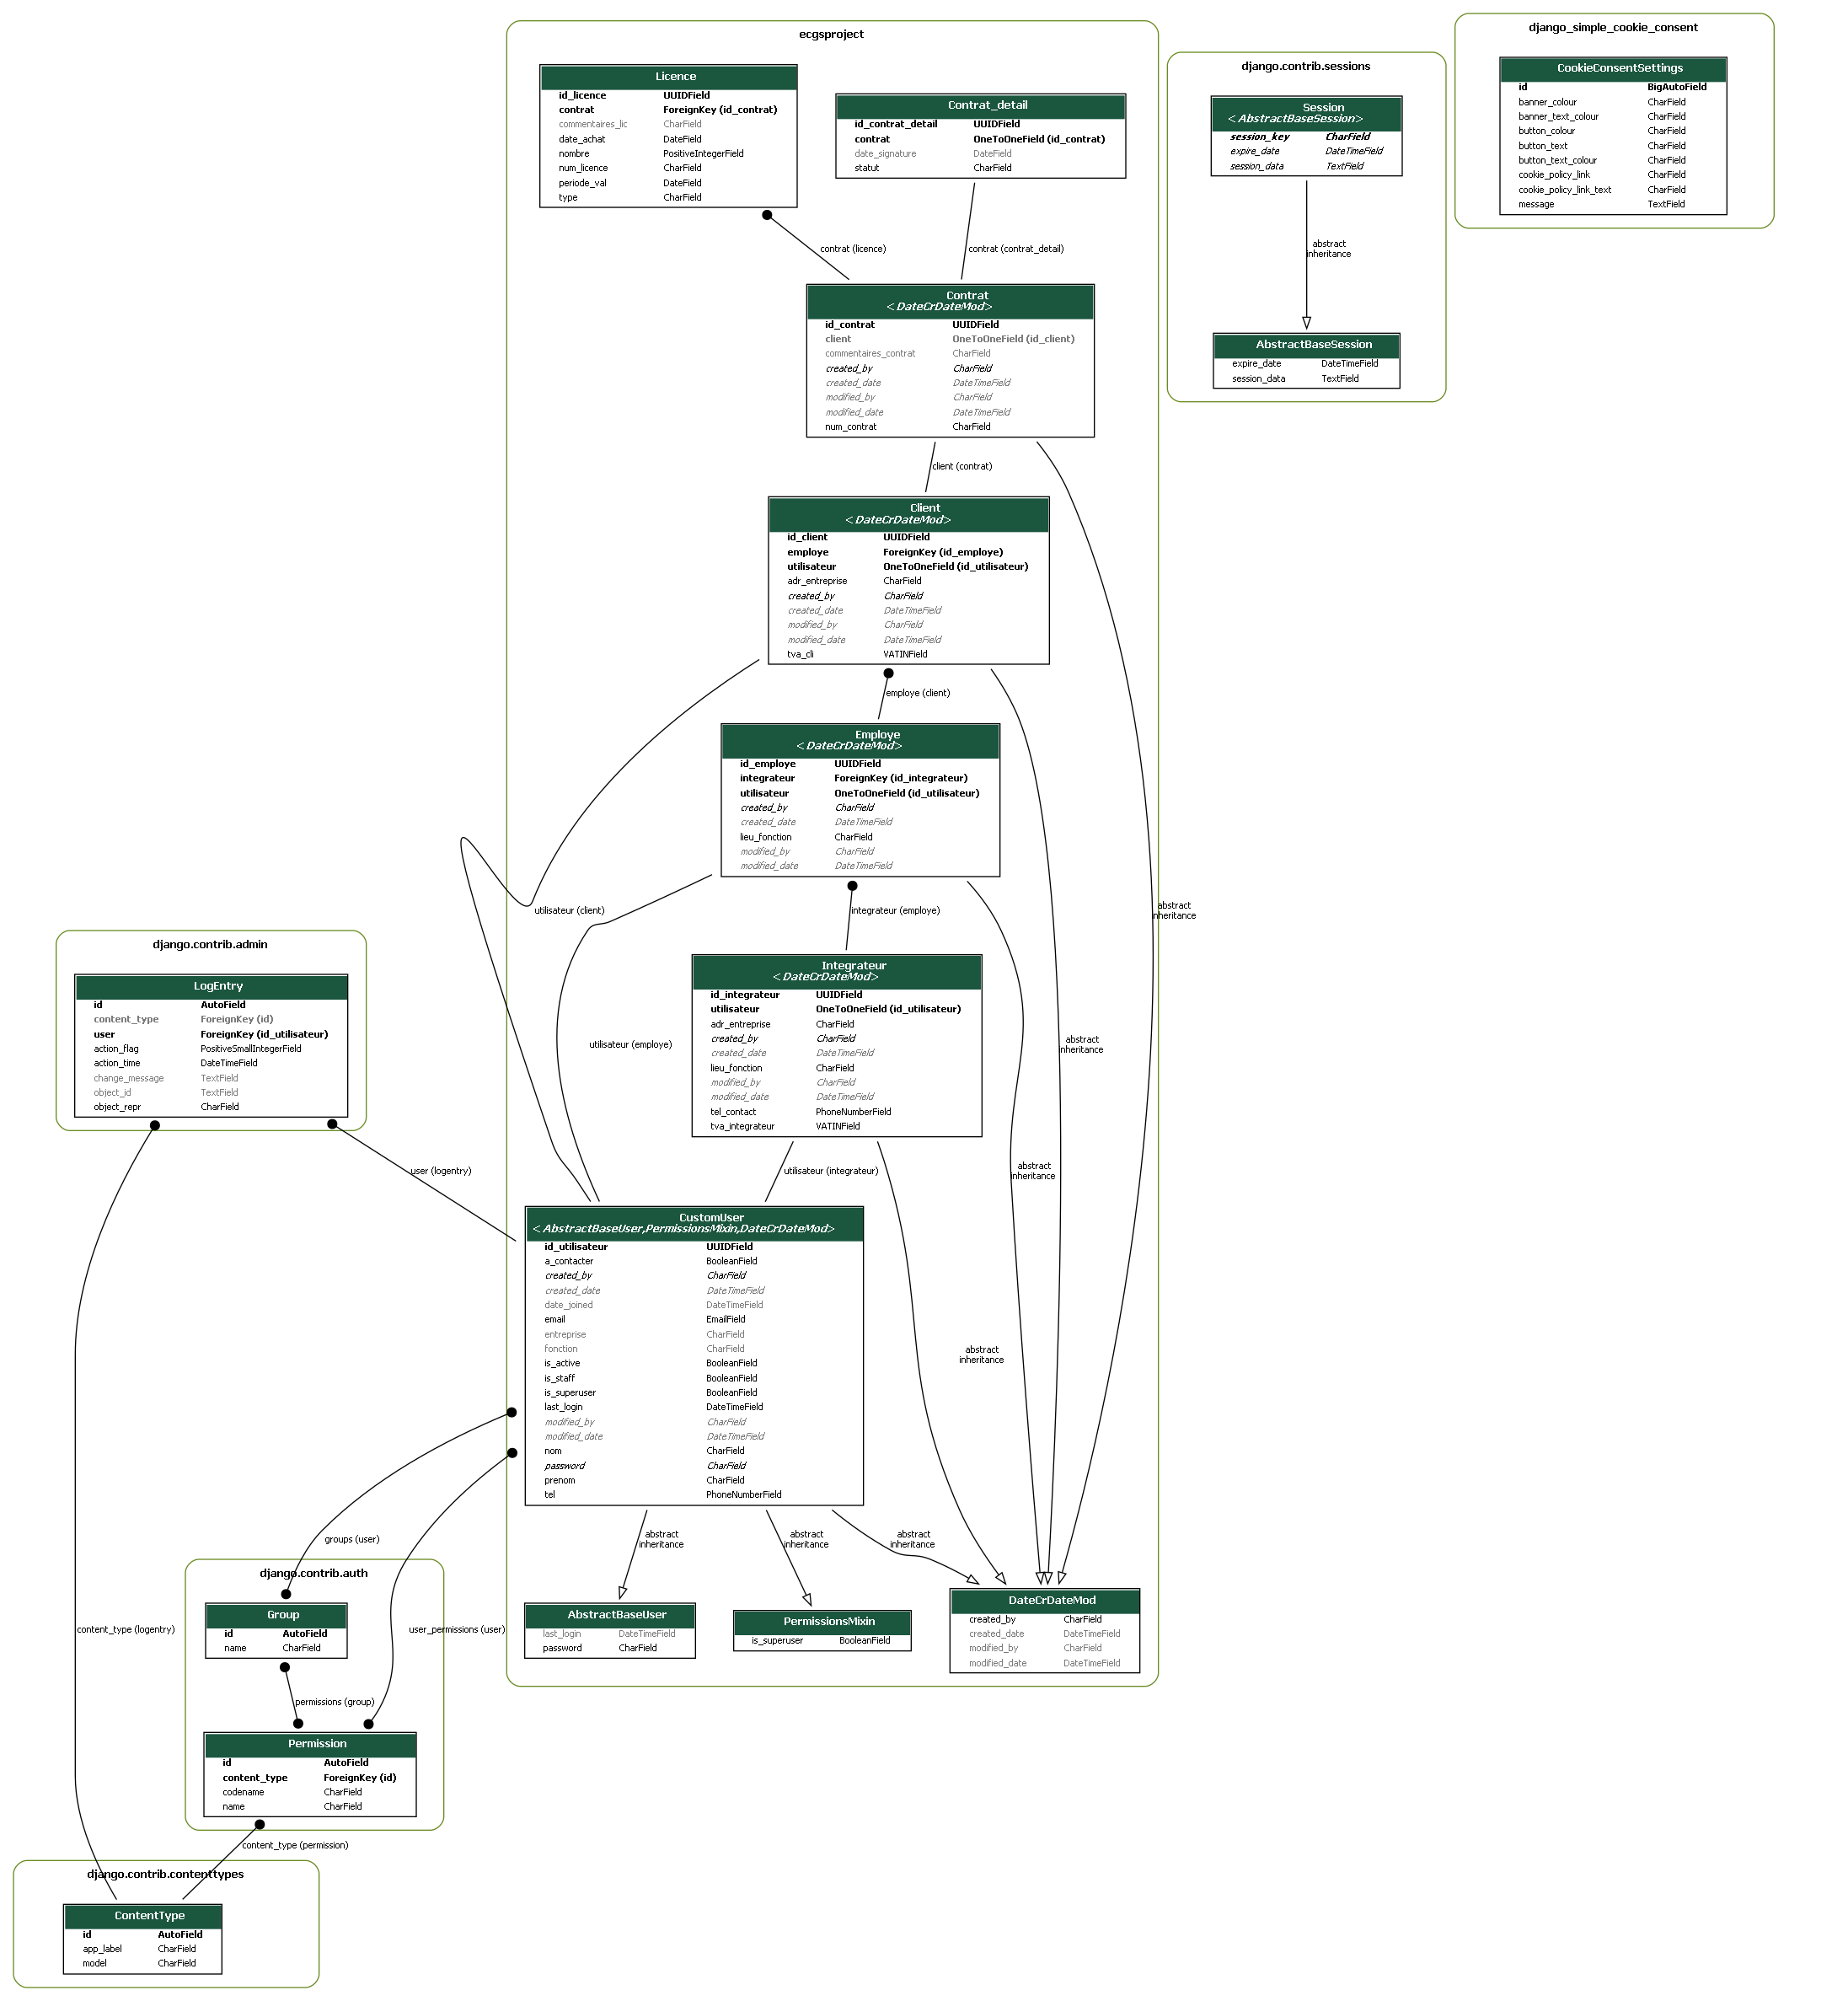 ecgsproject
Licence
id_licence UUIDField
contrat ForeignKey (id_contrat)
commentaires_lic CharField
date_achat DateField
nombre PositiveIntegerField
num_licence CharField
periode_val DateField
type CharField
Contrat_detail
id_contrat_detail UUIDField
contrat OneToOneField (id_contrat)
date_signature DateField
statut CharField
contrat (licence)
contrat (contrat_detail)
Contrat
<DateCrDateMod>
id_contrat UUIDField
client OneToOneField (id_client)
commentaires_contrat CharField
created_by CharField
created_date DateTimeField
modified_by CharField
modified_date DateTimeField
num_contrat CharField
client (contrat)
Client
<DateCrDateMod>
id_client UUIDField
employe ForeignKey (id_employe)
utilisateur OneToOneField (id_utilisateur)
adr_entreprise CharField
created_by CharField
created_date DateTimeField
modified_by CharField
modified_date DateTimeField
tva_cli VATINField
employe (client)
Employe
<DateCrDateMod>
id_employe UUIDField
integrateur ForeignKey (id_integrateur)
utilisateur OneToOneField (id_utilisateur)
created_by CharField
created_date DateTimeField
lieu_fonction CharField
modified_by CharField
modified_date DateTimeField
utilisateur (client)
integrateur (employe)
abstract
inheritance
Integrateur
<DateCrDateMod>
id_integrateur UUIDField
utilisateur OneToOneField (id_utilisateur)
adr_entreprise CharField
created_by CharField
created_date DateTimeField
lieu_fonction CharField
modified_by CharField
modified_date DateTimeField
tel_contact PhoneNumberField
tva_integrateur VATINField
utilisateur (employe)
abstract
inheritance
utilisateur (integrateur)
abstract
inheritance
CustomUser
<AbstractBaseUser,PermissionsMixin,DateCrDateMod>
id_utilisateur UUIDField
a_contacter BooleanField
created_by CharField
created_date DateTimeField
date_joined DateTimeField
email EmailField
entreprise CharField
fonction CharField
is_active BooleanField
is_staff BooleanField
is_superuser BooleanField
last_login DateTimeField
modified_by CharField
modified_date DateTimeField
nom CharField
password CharField
prenom CharField
tel PhoneNumberField
abstract
inheritance
abstract
inheritance
abstract
inheritance
abstract
inheritance
AbstractBaseUser
last_login DateTimeField
password CharField
PermissionsMixin
is_superuser BooleanField
DateCrDateMod
created_by CharField
created_date DateTimeField
modified_by CharField
modified_date DateTimeField
django.contrib.sessions
Session
<AbstractBaseSession>
session_key CharField
expire_date DateTimeField
session_data TextField
abstract
inheritance
AbstractBaseSession
expire_date DateTimeField
session_data TextField
django_simple_cookie_consent
CookieConsentSettings
id BigAutoField
banner_colour CharField
banner_text_colour CharField
button_colour CharField
button_text CharField
button_text_colour CharField
cookie_policy_link CharField
cookie_policy_link_text CharField
message TextField
django.contrib.admin
LogEntry
id AutoField
content_type ForeignKey (id)
user ForeignKey (id_utilisateur)
action_flag PositiveSmallIntegerField
action_time DateTimeField
change_message TextField
object_id TextField
object_repr CharField
user (logentry)
groups (user)
content_type (logentry)
user_permissions (user)
django.contrib.auth
Group
id AutoField
name CharField
permissions (group)
Permission
id AutoField
content_type ForeignKey (id)
codename CharField
name CharField
content_type (permission)
django.contrib.contenttypes
ContentType
id AutoField
app_label CharField
model CharField